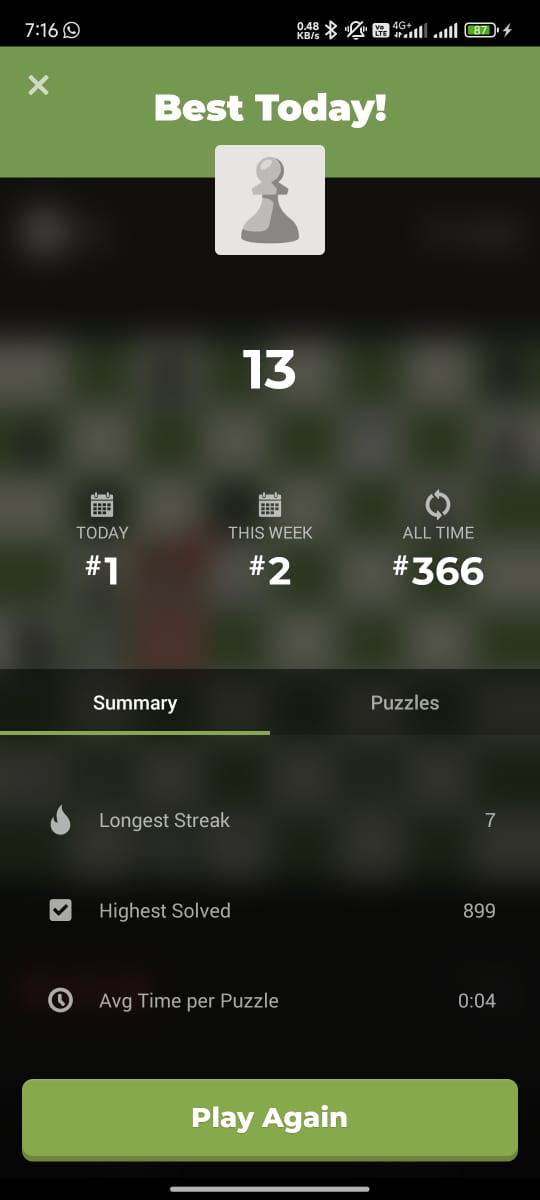 7:16
0.48
KB/s
Vo
LTE
4G+
87
Best Today!
13
TODAY
THIS WEEK
ALL TIME
#1
#2
#366
Summary
Puzzles
Longest Streak
7
Highest Solved
899
Avg Time per Puzzle
0:04
Play Again